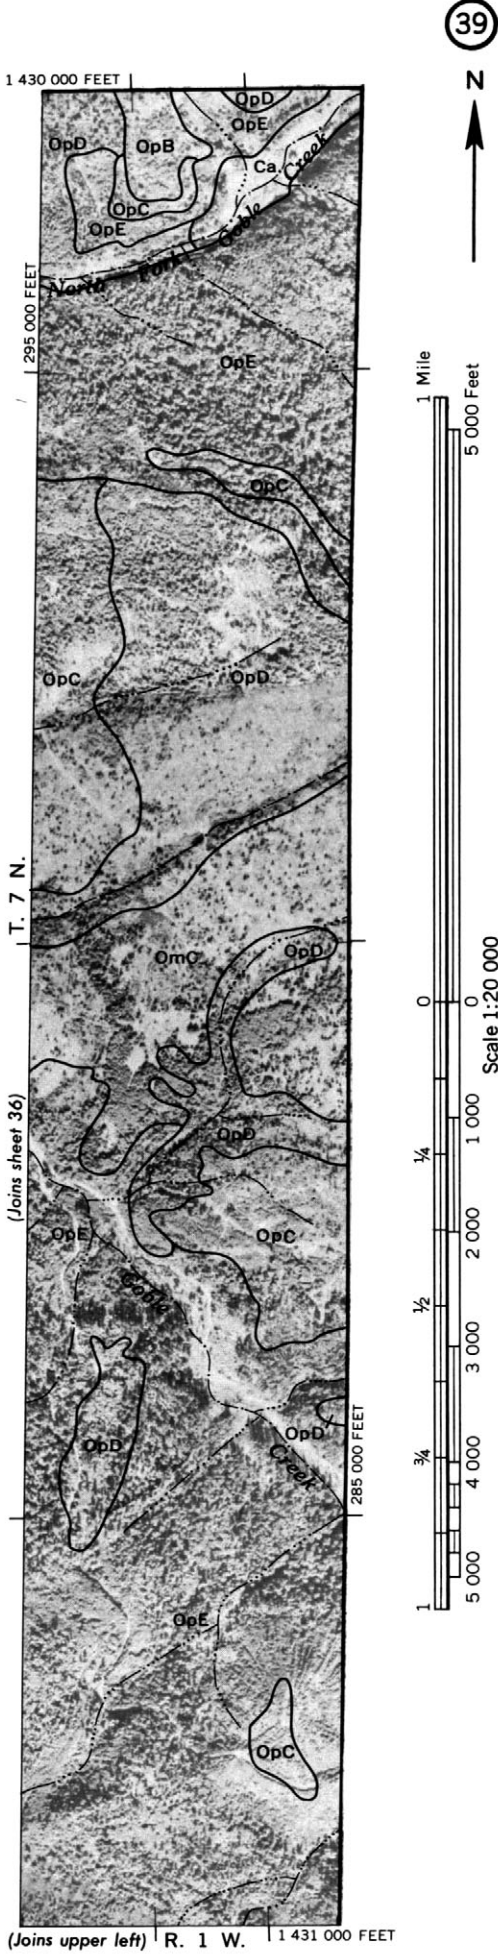 39
1 430 000 FEET
N
OpD
OpE
OpD
OpB
Ca
OpC
OpE
North Fork Goble Creek
295 000 FEET
OpE
OpC
OpC
OpD
T. 7 N.
OmC
OpD
(Joins sheet 36)
OpD
OpE
OpC
Goble Creek
OpD
OpD
285 000 FEET
OpE
OpC
(Joins upper left) R. 1 W. 1 431 000 FEET
1 Mile
5 000 Feet
0
0
Scale 1:20 000
1 000
1/4
2 000
1/2
3 000
3/4
4 000
5 000
1